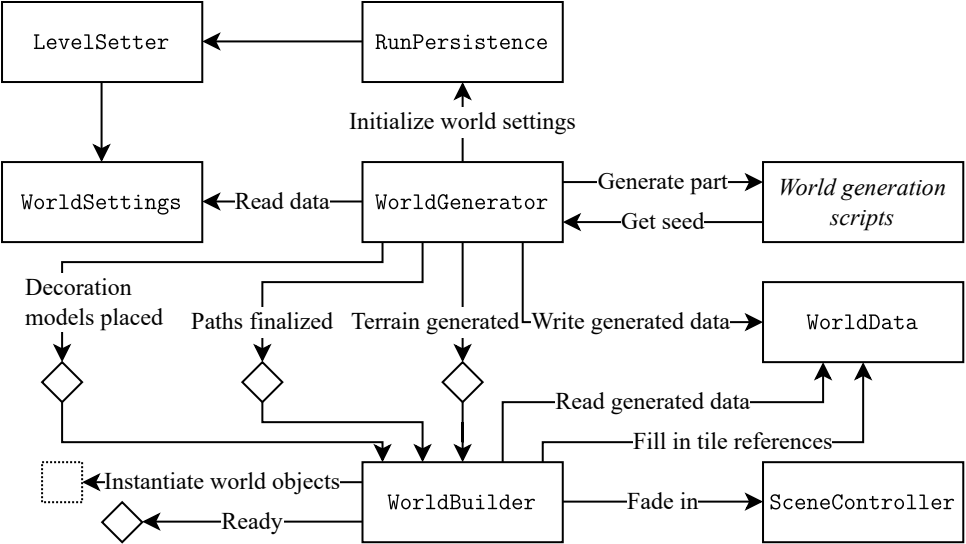 LevelSetter
RunPersistence
Initialize world settings
WorldSettings
Read data
WorldGenerator
Generate part
Get seed
World generation
scripts
Decoration
models placed
Paths finalized
Terrain generated
Write generated data
WorldData
Read generated data
Fill in tile references
Instantiate world objects
Ready
WorldBuilder
Fade in
SceneController